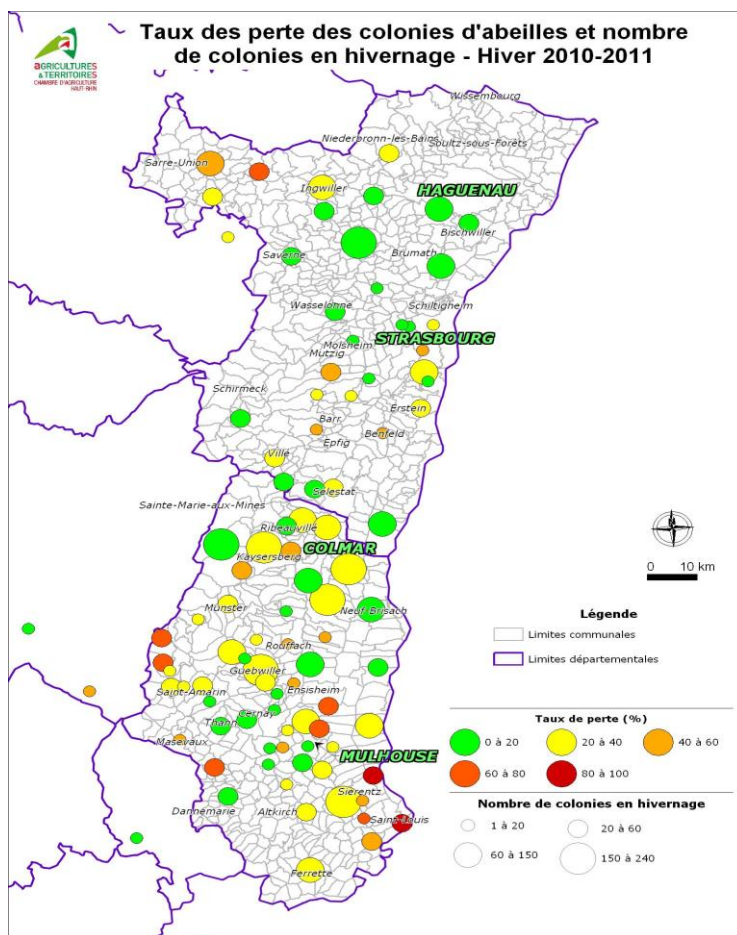 Taux des perte des colonies d'abeilles et nombre
de colonies en hivernage - Hiver 2010-2011
aGRICULTURES
& TERRITOIRES
CHAMBRE D'AGRICULTURE
HAUT-RHIN
Wissembourg
Niederbronn-les-Bains
Soultz-sous-Forêts
Sarre-Union
Ingwiller
HAGUENAU
Bischwiller
Brumath
Saverne
Wasselonne
Schiltigheim
STRASBOURG
Molsheim
Mutzig
Schirmeck
Erstein
Barr
Benfeld
Epfig
Villé
Sélestat
Sainte-Marie-aux-Mines
Ribeauvillé
COLMAR
Kaysersberg
Munster
Neuf-Brisach
Rouffach
Guebwiller
Ensisheim
Saint-Amarin
Cernay
Thann
Masevaux
MULHOUSE
Sierentz
Dannemarie
Altkirch
Saint-Louis
Ferrette
0 10 km
Légende
Limites communales
Limites départementales
Taux de perte (%)
0 à 20 20 à 40 40 à 60
60 à 80 80 à 100
Nombre de colonies en hivernage
1 à 20 20 à 60
60 à 150 150 à 240